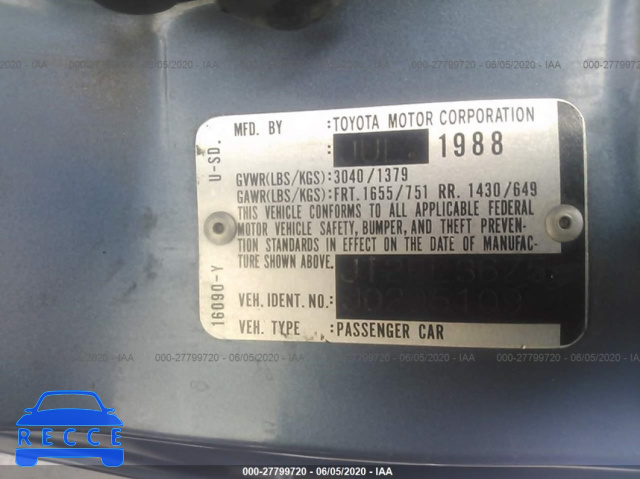 000-27799720 - 06/05/2020 - IAA
MFD. BY :TOYOTA MOTOR CORPORATION
: JUL. 1988
GVWR(LBS/KGS):3040/1379
GAWR(LBS/KGS):FRT.1655/751 RR. 1430/649
THIS VEHICLE CONFORMS TO ALL APPLICABLE FEDERAL
MOTOR VEHICLE SAFETY, BUMPER, AND THEFT PREVEN-
TION STANDARDS IN EFFECT ON THE DATE OF MANUFAC-
TURE SHOWN ABOVE.
VEH. IDENT. NO.:
VEH. TYPE :PASSENGER CAR
U-SD.
16090-Y
000-27799720 - 06/05/2020 - IAA
RECCE
000-27799720 - 06/05/2020 - IAA